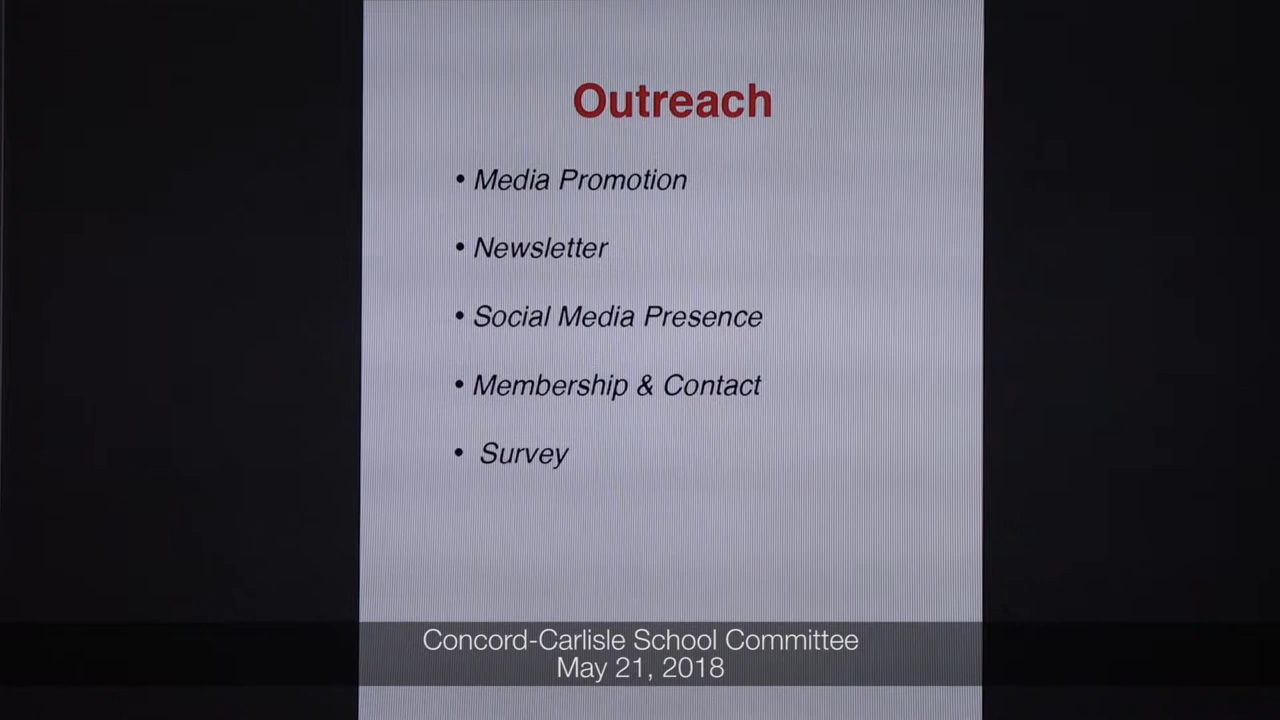 Outreach
• Media Promotion
• Newsletter
• Social Media Presence
• Membership & Contact
• Survey
Concord-Carlisle School Committee
May 21, 2018